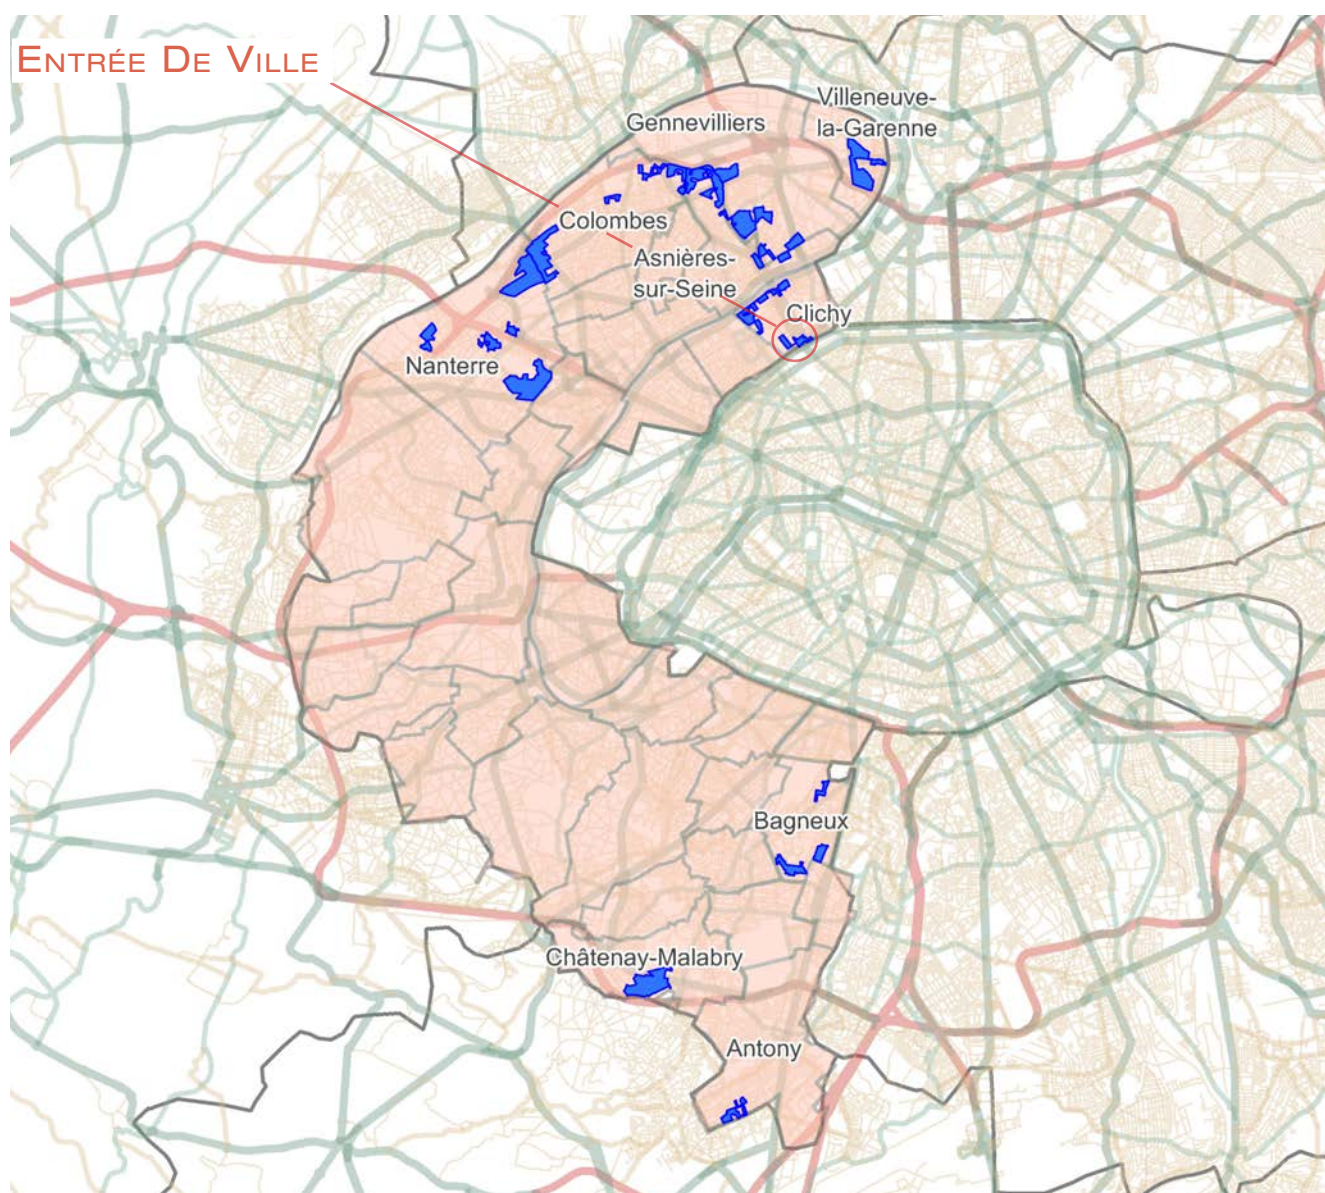 Entrée De Ville
Villeneuve-
la-Garenne
Gennevilliers
Colombes
Asnières-
sur-Seine
Clichy
Nanterre
Bagneux
Châtenay-Malabry
Antony